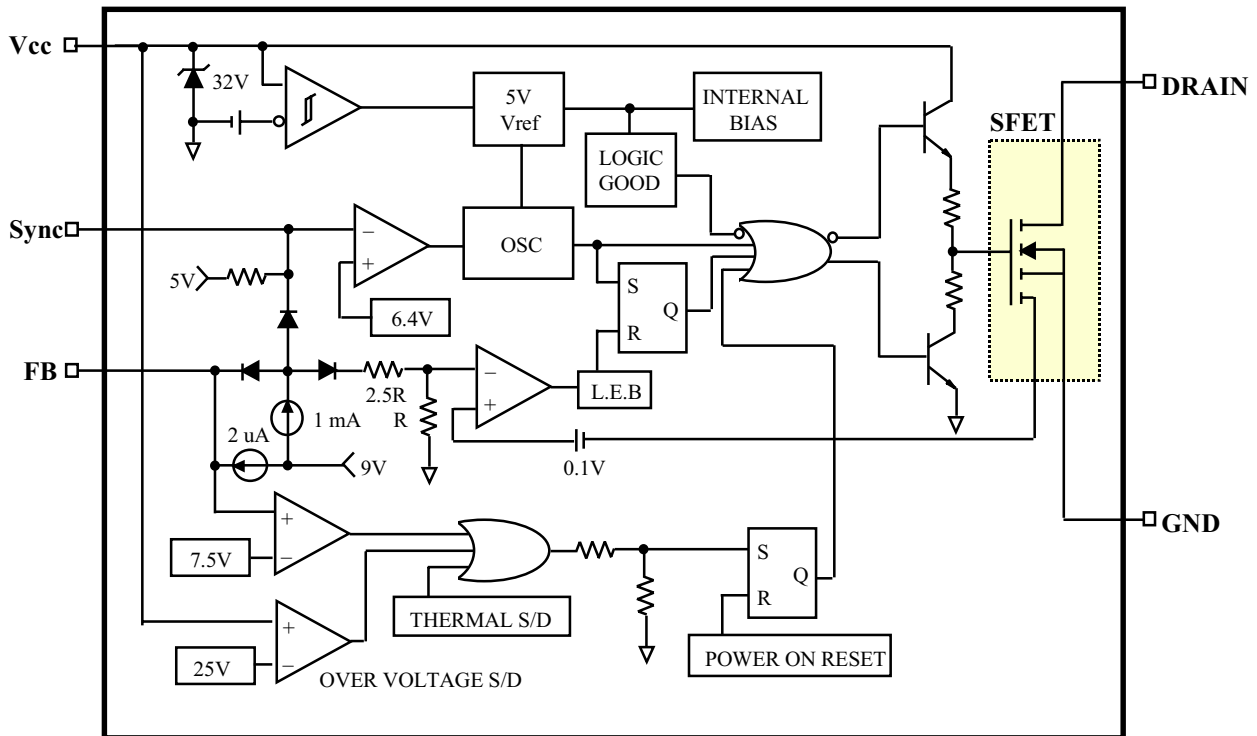 Vcc
32V
5V
Vref
INTERNAL
BIAS
DRAIN
SFET
LOGIC
GOOD
Sync
−
+
OSC
5V
6.4V
S
Q
R
FB
2.5R
R
−
+
L.E.B
1 mA
2 uA
9V
0.1V
GND
+
−
7.5V
S
Q
R
THERMAL S/D
+
−
25V
POWER ON RESET
OVER VOLTAGE S/D